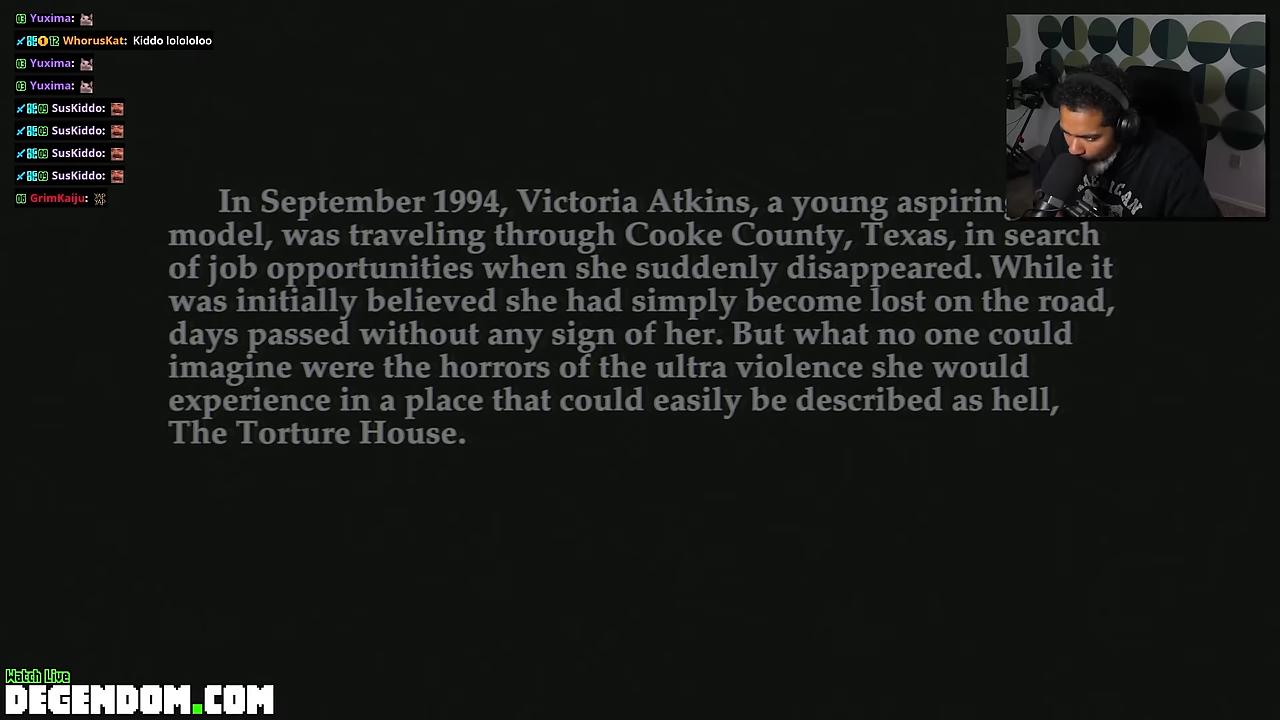 Yuxima:
WhorusKat: Kiddo lolololoo
Yuxima:
Yuxima:
SusKiddo:
SusKiddo:
SusKiddo:
SusKiddo:
GrimKaiju:
In September 1994, Victoria Atkins, a young aspiring
model, was traveling through Cooke County, Texas, in search
of job opportunities when she suddenly disappeared. While it
was initially believed she had simply become lost on the road,
days passed without any sign of her. But what no one could
imagine were the horrors of the ultra violence she would
experience in a place that could easily be described as hell,
The Torture House.
Watch Live
DEGENDOM.COM